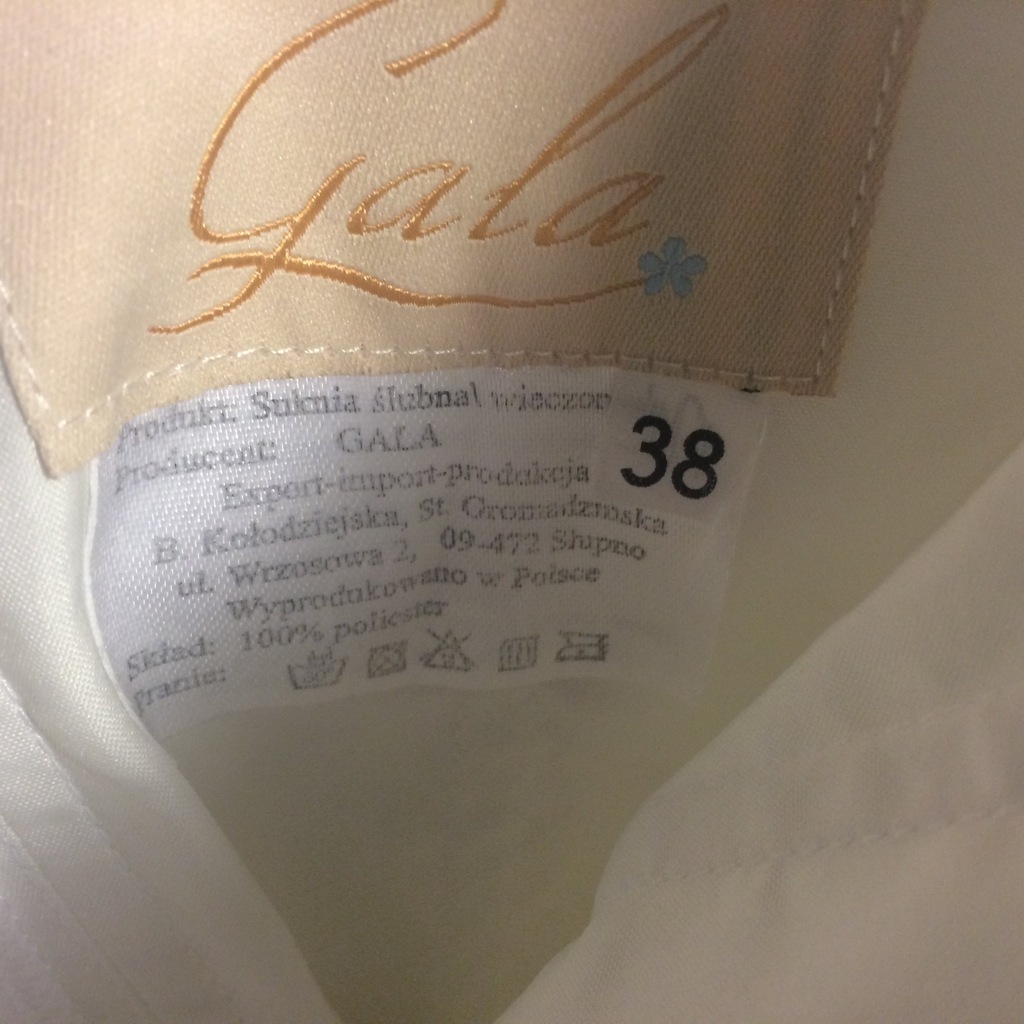 Gala
Produkt: Suknia ślubna\ wieczor
38
Producent: GALA
Export-import-produkcja
B. Kołodziejska, St. Gromadzmska
ul. Wrzosowa 2, 09-472 Słupno
Wyprodukowano w Polsce
Skład: 100% poliester
Pranie: